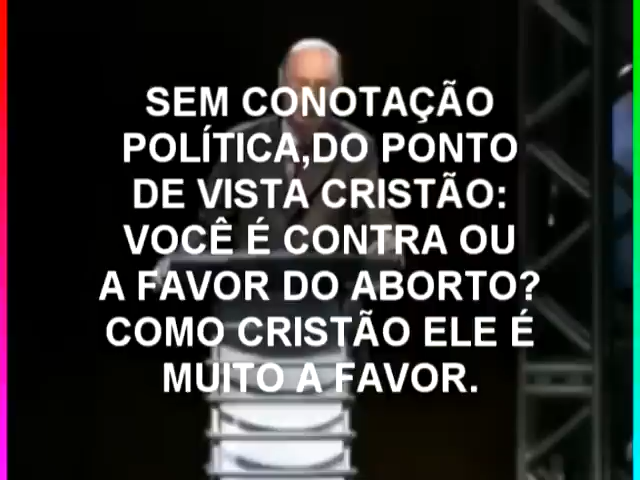 SEM CONOTAÇÃO
POLÍTICA,DO PONTO
DE VISTA CRISTÃO:
VOCÊ É CONTRA OU
A FAVOR DO ABORTO?
COMO CRISTÃO ELE É
MUITO A FAVOR.